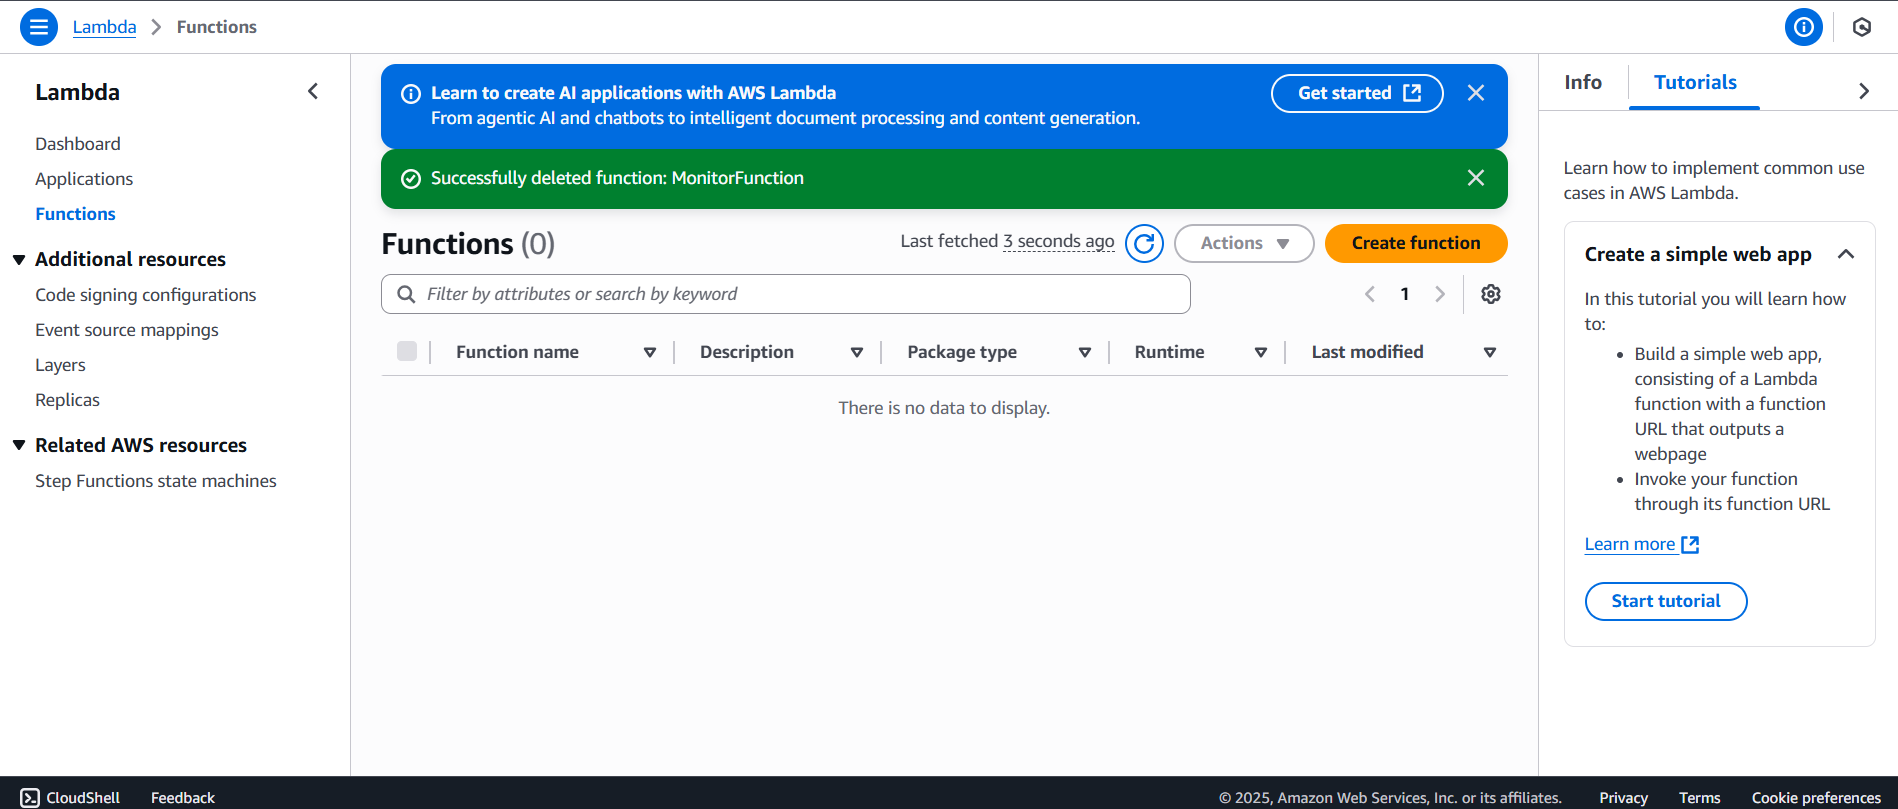 Lambda
Functions
Lambda
Dashboard
Applications
Functions
Additional resources
Code signing configurations
Event source mappings
Layers
Replicas
Related AWS resources
Step Functions state machines
Learn to create AI applications with AWS Lambda
From agentic AI and chatbots to intelligent document processing and content generation.
Get started
Successfully deleted function: MonitorFunction
Functions (0)
Last fetched 3 seconds ago
Actions
Create function
Filter by attributes or search by keyword
1
Function name
Description
Package type
Runtime
Last modified
There is no data to display.
Info
Tutorials
Learn how to implement common use
cases in AWS Lambda.
Create a simple web app
In this tutorial you will learn how
to:
• Build a simple web app,
consisting of a Lambda
function with a function
URL that outputs a
webpage
• Invoke your function
through its function URL
Learn more
Start tutorial
CloudShell
Feedback
© 2025, Amazon Web Services, Inc. or its affiliates.
Privacy
Terms
Cookie preferences